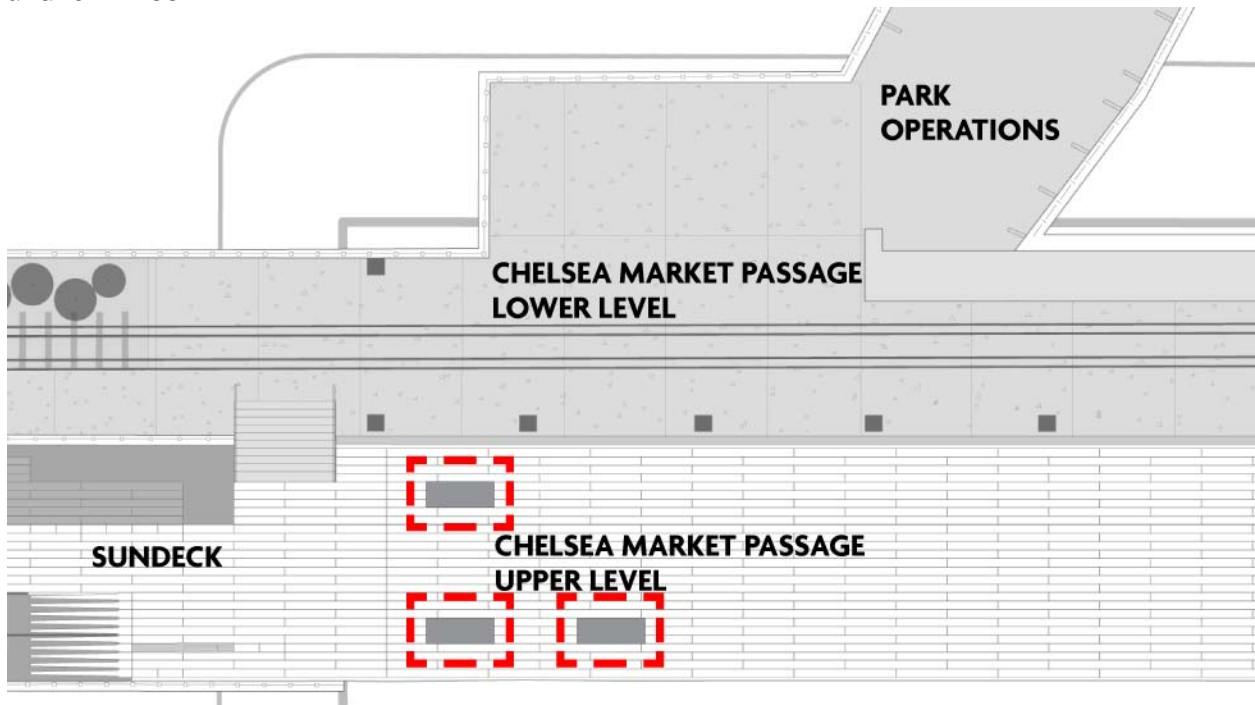 PARK
OPERATIONS
CHELSEA MARKET PASSAGE
LOWER LEVEL
SUNDECK
CHELSEA MARKET PASSAGE
UPPER LEVEL